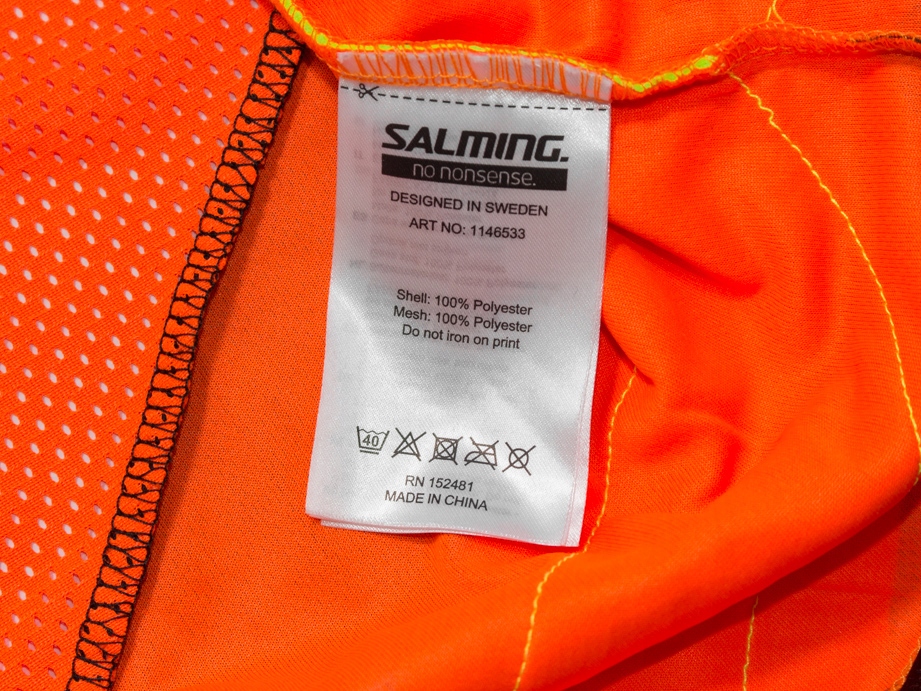 SALMING.
no nonsense.
DESIGNED IN SWEDEN
ART NO: 1146533
Shell: 100% Polyester
Mesh: 100% Polyester
Do not iron on print
40
RN 152481
MADE IN CHINA